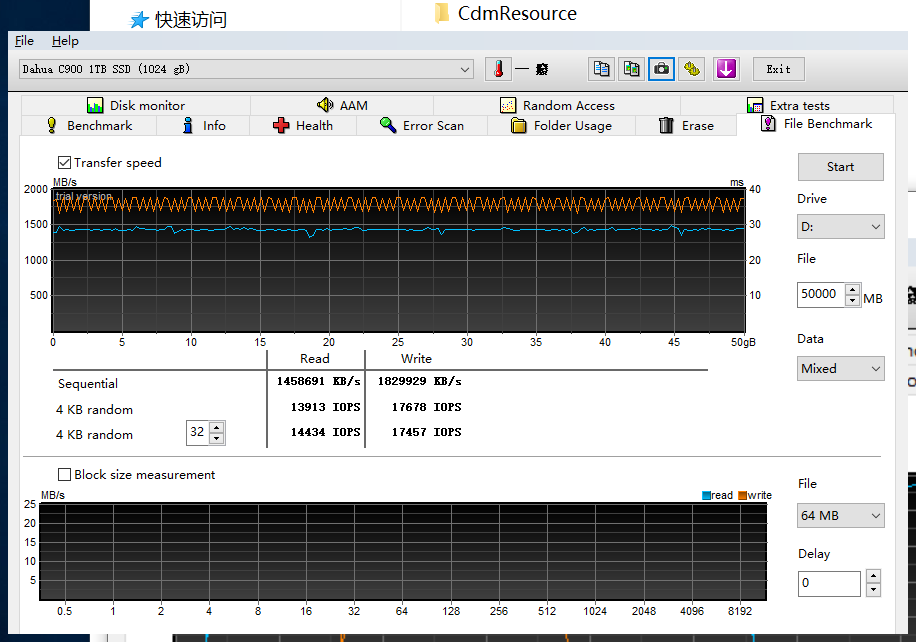 快速访问
CdmResource
File Help
Dahua C900 1TB SSD (1024 gB)
Exit
Disk monitor AAM Random Access Extra tests
Benchmark Info Health Error Scan Folder Usage Erase File Benchmark
Transfer speed
Start
MB/s ms
trial version
2000 40
1500 30
1000 20
500 10
0 5 10 15 20 25 30 35 40 45 50gB
Drive
D:
File
50000 MB
Data
Mixed
Read Write
Sequential 1458691 KB/s 1829929 KB/s
4 KB random 13913 IOPS 17678 IOPS
4 KB random 32 14434 IOPS 17457 IOPS
Block size measurement
MB/s read write
25
20
15
10
5
0.5 1 2 4 8 16 32 64 128 256 512 1024 2048 4096 8192
File
64 MB
Delay
0